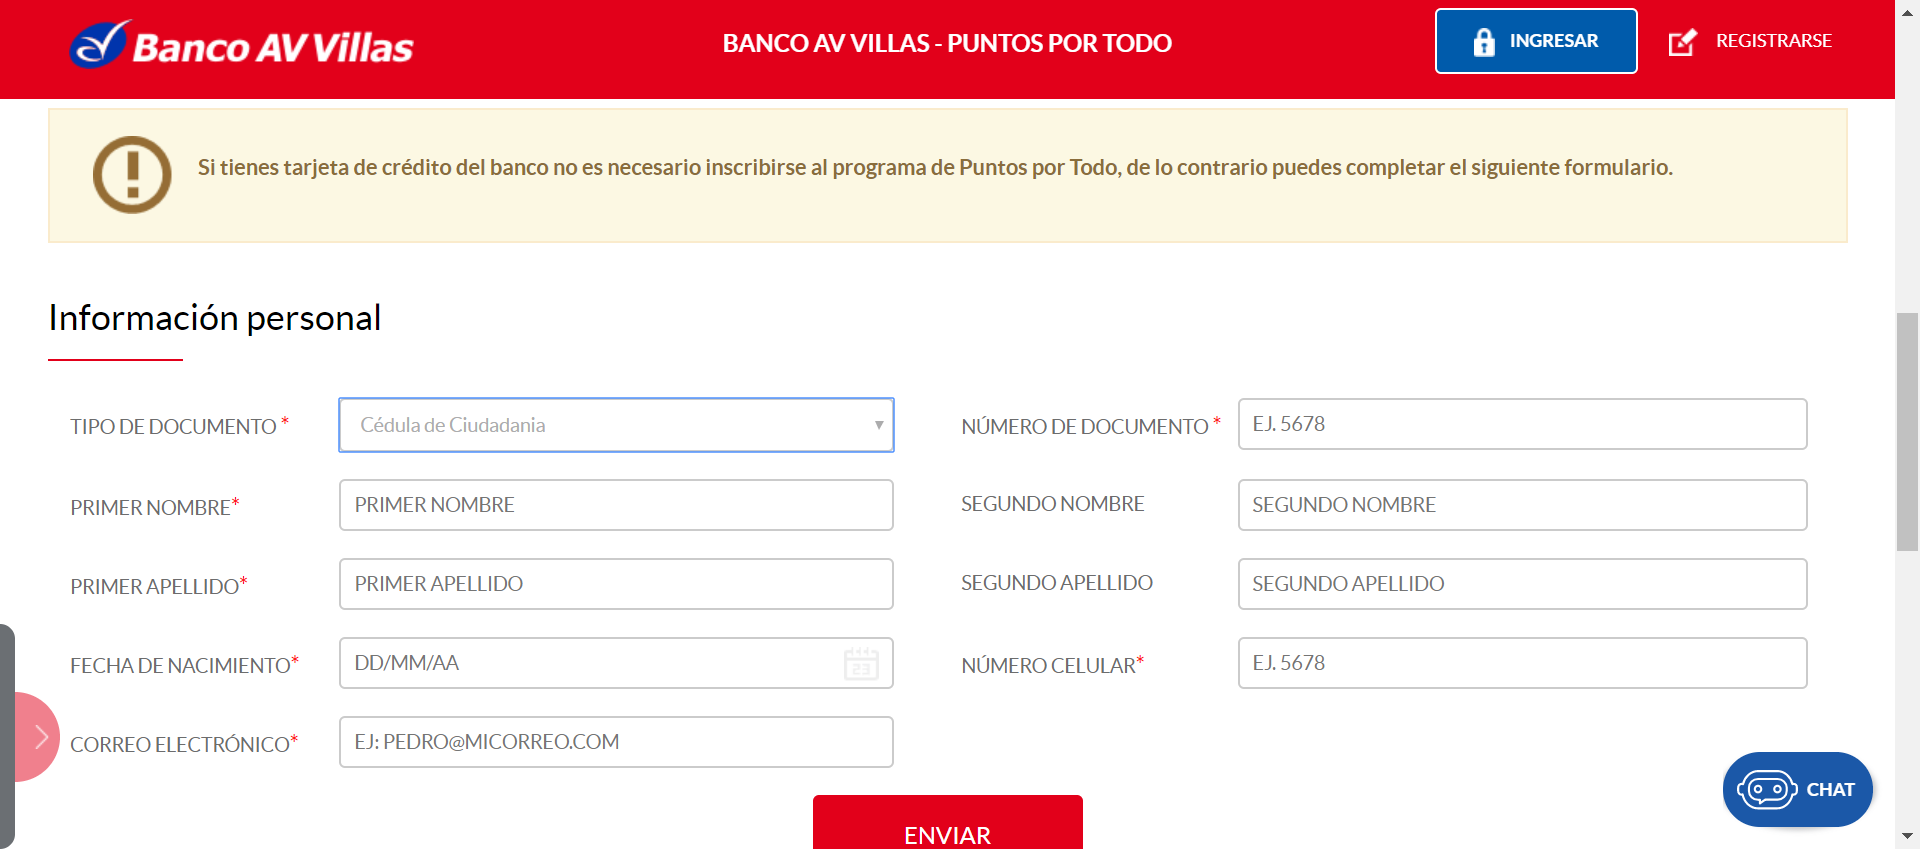 Banco AV Villas
BANCO AV VILLAS - PUNTOS POR TODO
INGRESAR
REGISTRARSE
Si tienes tarjeta de crédito del banco no es necesario inscribirse al programa de Puntos por Todo, de lo contrario puedes completar el siguiente formulario.
Información personal
TIPO DE DOCUMENTO * Cédula de Ciudadania
NÚMERO DE DOCUMENTO * EJ. 5678
PRIMER NOMBRE* PRIMER NOMBRE
SEGUNDO NOMBRE SEGUNDO NOMBRE
PRIMER APELLIDO* PRIMER APELLIDO
SEGUNDO APELLIDO SEGUNDO APELLIDO
FECHA DE NACIMIENTO* DD/MM/AA 23
NÚMERO CELULAR* EJ. 5678
CORREO ELECTRÓNICO* EJ: PEDRO@MICORREO.COM
CHAT
ENVIAR